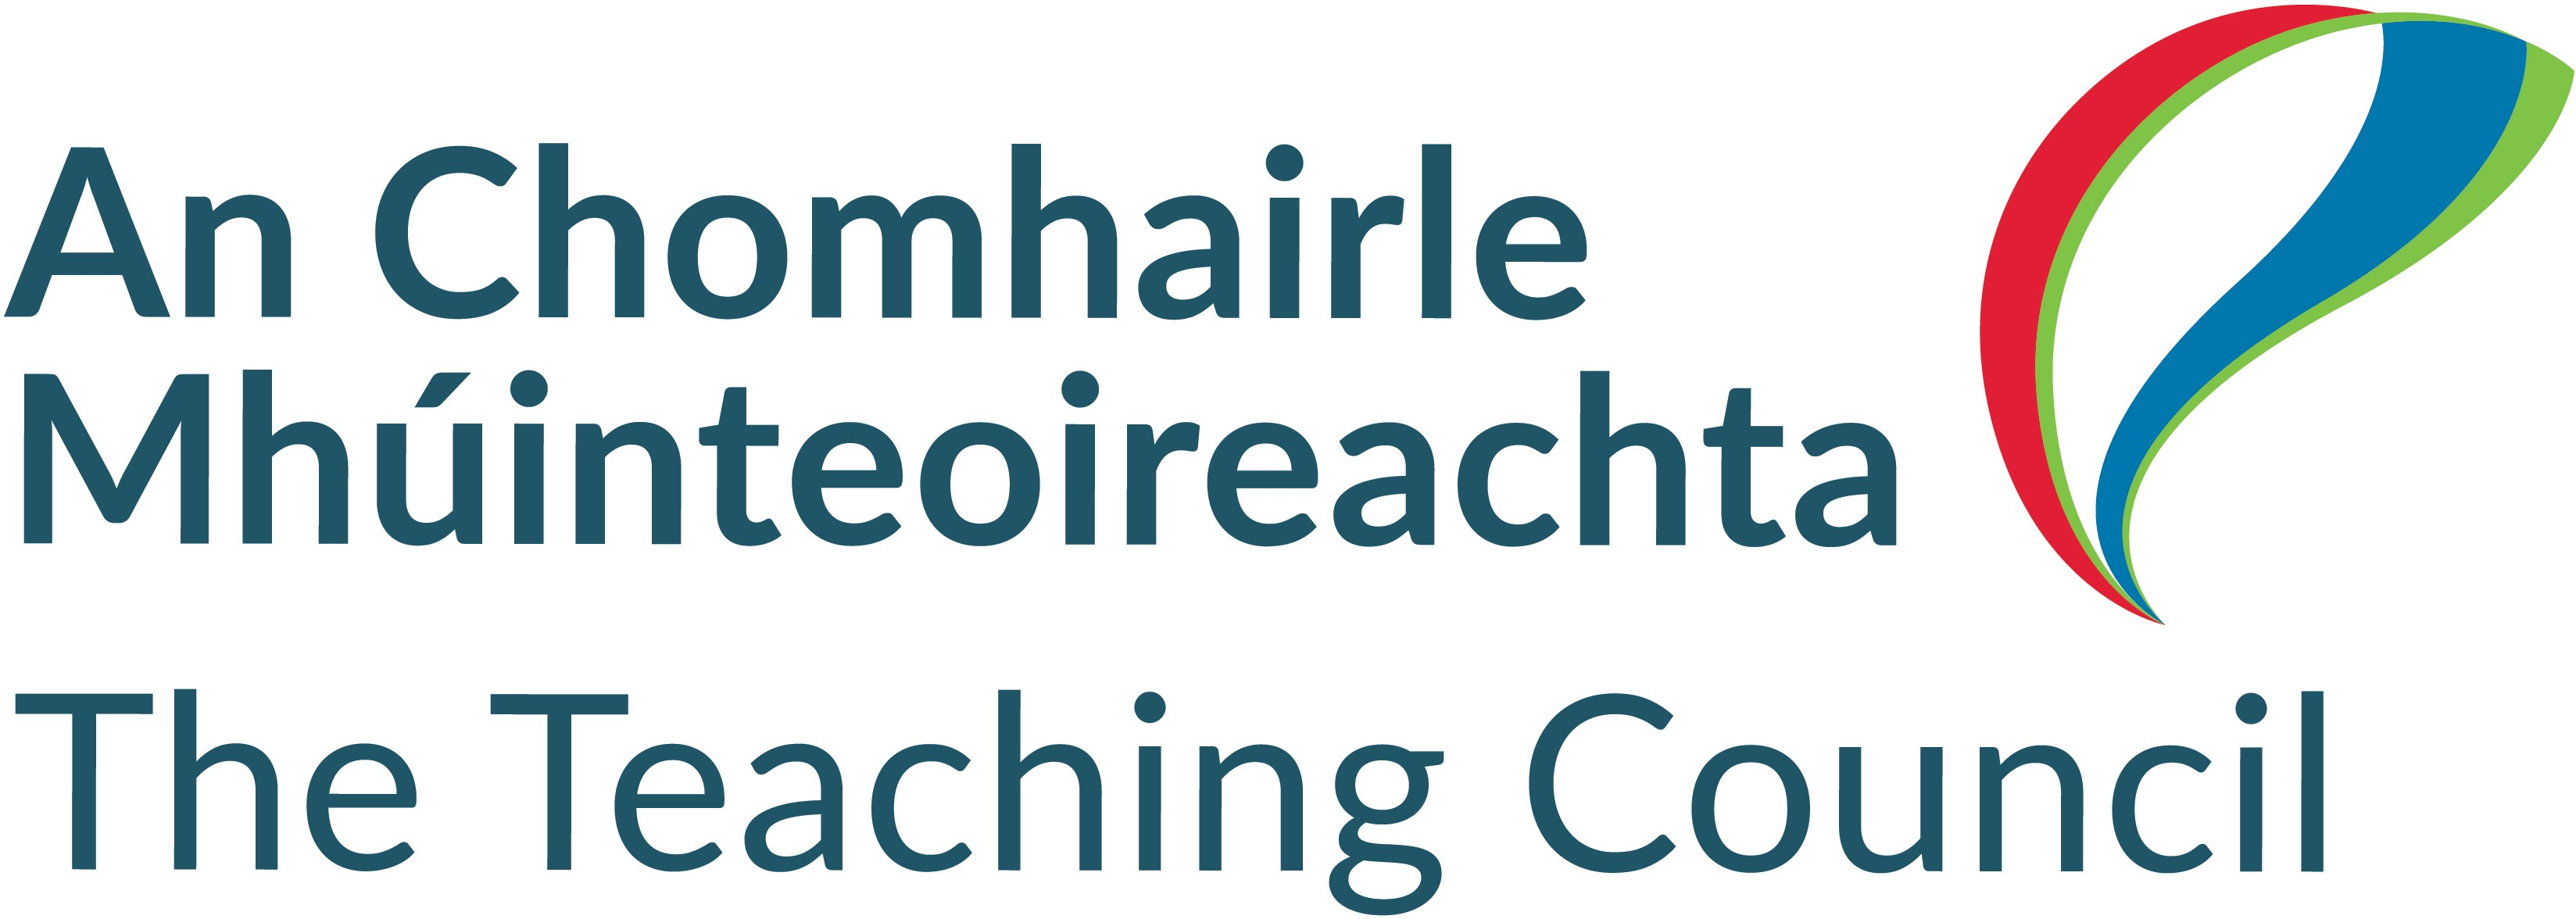 An Chomhairle
Mhúinteoireachta
The Teaching Council